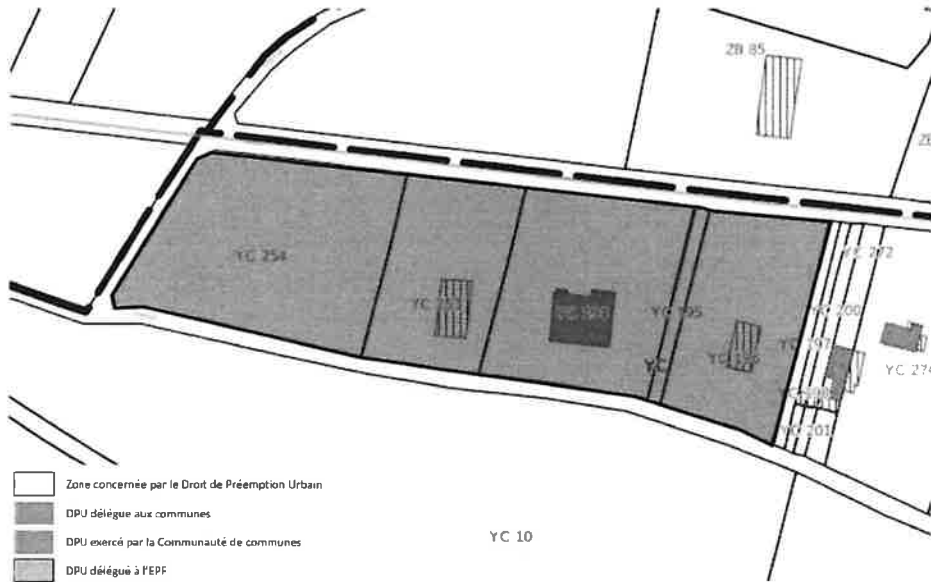 ZB 85
YC 272
YC 254
YC 200
YC 195
YC
YC 274
YC 201
Zone concernée par le Droit de Préemption Urbain
DPU délégue aux communes
DPU exercé par la Communauté de communes
DPU délégué à l'EPF
YC 10